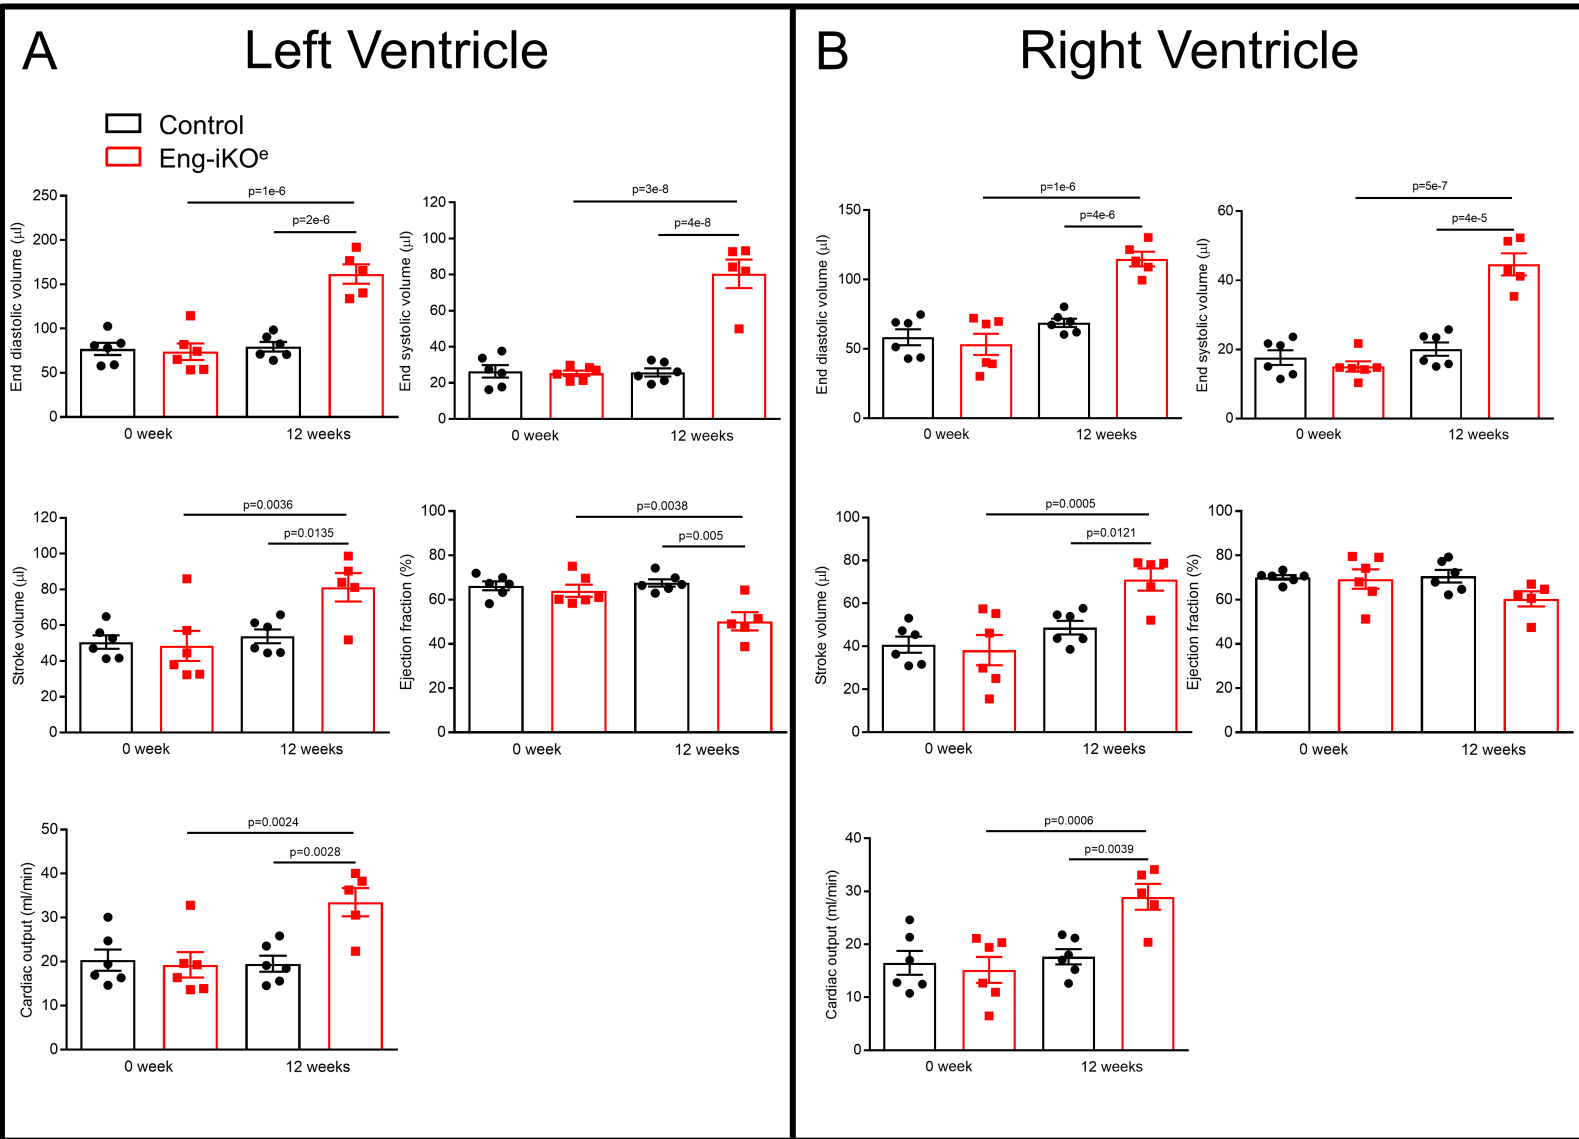 A
Left Ventricle
Control
Eng-iKOᵉ
End diastolic volume (µl)
250
200
150
100
50
0
p=1e-6
p=2e-6
0 week
12 weeks
End systolic volume (µl)
120
100
80
60
40
20
0
p=3e-8
p=4e-8
0 week
12 weeks
Stroke volume (µl)
120
100
80
60
40
20
0
p=0.0036
p=0.0135
0 week
12 weeks
Ejection fraction (%)
100
80
60
40
20
0
p=0.0038
p=0.005
0 week
12 weeks
Cardiac output (ml/min)
50
40
30
20
10
0
p=0.0024
p=0.0028
0 week
12 weeks
B
Right Ventricle
End diastolic volume (µl)
150
100
50
0
p=1e-6
p=4e-6
0 week
12 weeks
End systolic volume (µl)
60
40
20
0
p=5e-7
p=4e-5
0 week
12 weeks
Stroke volume (µl)
100
80
60
40
20
0
p=0.0005
p=0.0121
0 week
12 weeks
Ejection fraction (%)
100
80
60
40
20
0
0 week
12 weeks
Cardiac output (ml/min)
40
30
20
10
0
p=0.0006
p=0.0039
0 week
12 weeks